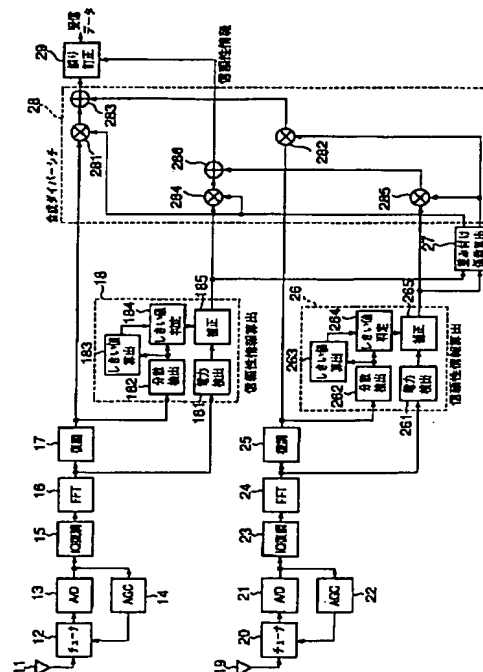 11
12
チューナ
13
A/D
AGC
14
15
IQ復調
16
FFT
17
復調
18
信頼性情報算出
181
電力検出
182
分散検出
183
しきい値算出
184
しきい値判定
185
補正
19
20
チューナ
21
A/D
AGC
22
23
IQ復調
24
FFT
25
復調
26
信頼性情報算出
261
電力検出
262
分散検出
263
しきい値算出
264
しきい値判定
265
補正
27
重み付け係数算出
28
合成ダイバーシチ
281
282
283
284
285
286
信頼性情報
29
誤り訂正
受信データ